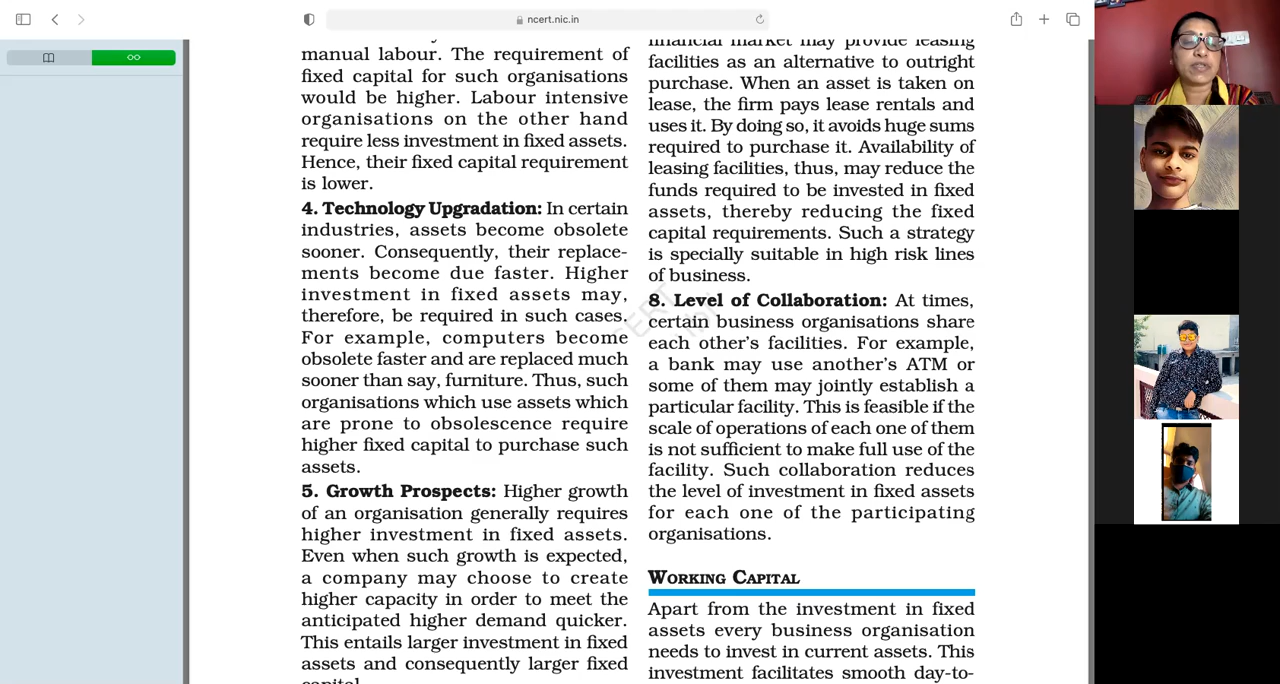 ncert.nic.in
manual labour. The requirement of
fixed capital for such organisations
would be higher. Labour intensive
organisations on the other hand
require less investment in fixed assets.
Hence, their fixed capital requirement
is lower.
4. Technology Upgradation: In certain
industries, assets become obsolete
sooner. Consequently, their replace-
ments become due faster. Higher
investment in fixed assets may,
therefore, be required in such cases.
For example, computers become
obsolete faster and are replaced much
sooner than say, furniture. Thus, such
organisations which use assets which
are prone to obsolescence require
higher fixed capital to purchase such
assets.
5. Growth Prospects: Higher growth
of an organisation generally requires
higher investment in fixed assets.
Even when such growth is expected,
a company may choose to create
higher capacity in order to meet the
anticipated higher demand quicker.
This entails larger investment in fixed
assets and consequently larger fixed
capital.
financial market may provide leasing
facilities as an alternative to outright
purchase. When an asset is taken on
lease, the firm pays lease rentals and
uses it. By doing so, it avoids huge sums
required to purchase it. Availability of
leasing facilities, thus, may reduce the
funds required to be invested in fixed
assets, thereby reducing the fixed
capital requirements. Such a strategy
is specially suitable in high risk lines
of business.
8. Level of Collaboration: At times,
certain business organisations share
each other's facilities. For example,
a bank may use another's ATM or
some of them may jointly establish a
particular facility. This is feasible if the
scale of operations of each one of them
is not sufficient to make full use of the
facility. Such collaboration reduces
the level of investment in fixed assets
for each one of the participating
organisations.
WORKING CAPITAL
Apart from the investment in fixed
assets every business organisation
needs to invest in current assets. This
investment facilitates smooth day-to-